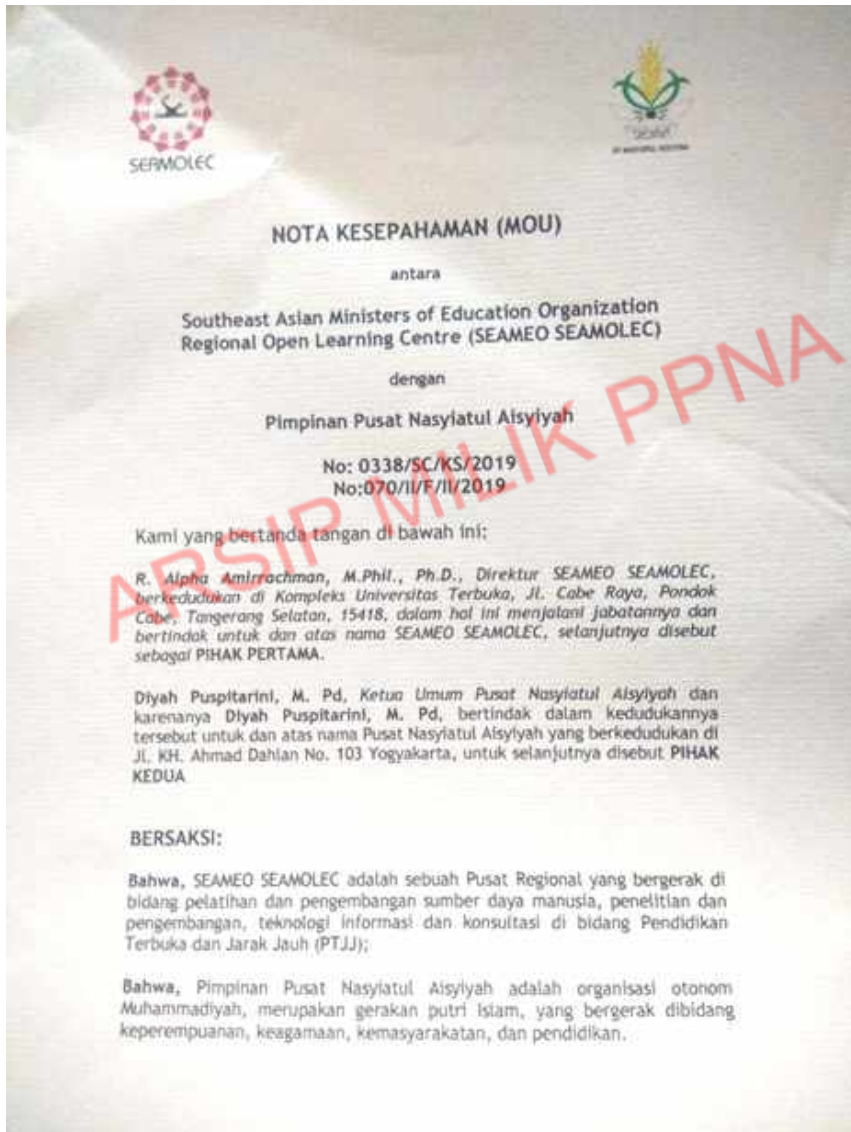 SEAMOLEC
NOTA KESEPAHAMAN (MOU)
antara
Southeast Asian Ministers of Education Organization
Regional Open Learning Centre (SEAMEO SEAMOLEC)
dengan
Pimpinan Pusat Nasyiatul Aisyiyah
No: 0338/SC/KS/2019
No:070/II/F/II/2019
ARSIP MILIK PPNA
Kami yang bertanda tangan di bawah ini:
R. Alpha Amirrachman, M.Phil., Ph.D., Direktur SEAMEO SEAMOLEC,
berkedudukan di Kompleks Universitas Terbuka, Jl. Cabe Raya, Pondok
Cabe, Tangerang Selatan, 15418, dalam hal ini menjalani jabatannya dan
bertindak untuk dan atas nama SEAMEO SEAMOLEC, selanjutnya disebut
sebagai PIHAK PERTAMA.
Diyah Puspitarini, M. Pd, Ketua Umum Pusat Nasyiatul Aisyiyah dan
karenanya Diyah Puspitarini, M. Pd, bertindak dalam kedudukannya
tersebut untuk dan atas nama Pusat Nasyiatul Aisyiyah yang berkedudukan di
Jl. KH. Ahmad Dahlan No. 103 Yogyakarta, untuk selanjutnya disebut PIHAK
KEDUA
BERSAKSI:
Bahwa, SEAMEO SEAMOLEC adalah sebuah Pusat Regional yang bergerak di
bidang pelatihan dan pengembangan sumber daya manusia, penelitian dan
pengembangan, teknologi informasi dan konsultasi di bidang Pendidikan
Terbuka dan Jarak Jauh (PTJJ);
Bahwa, Pimpinan Pusat Nasyiatul Aisyiyah adalah organisasi otonom
Muhammadiyah, merupakan gerakan putri Islam, yang bergerak dibidang
keperempuanan, keagamaan, kemasyarakatan, dan pendidikan.